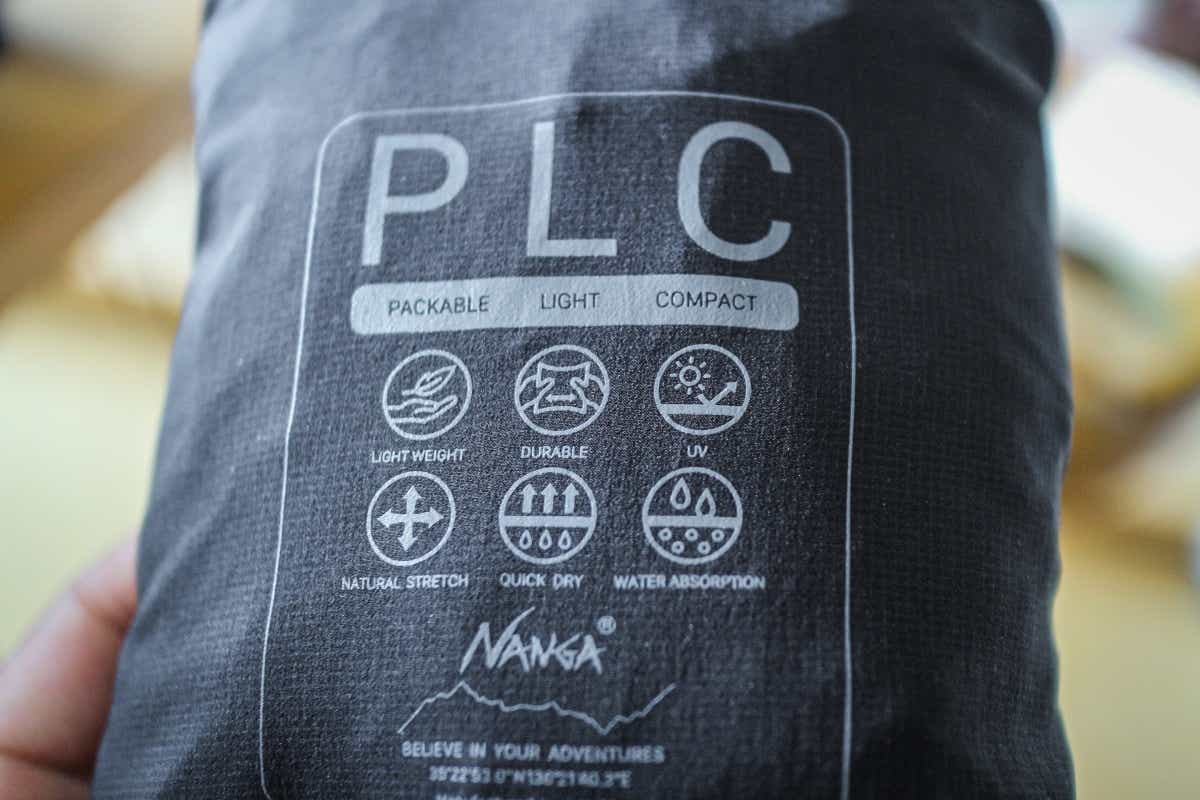 PLC
PACKABLE LIGHT COMPACT
LIGHT WEIGHT DURABLE UV
NATURAL STRETCH QUICK DRY WATER ABSORPTION
NANGA®
BELIEVE IN YOUR ADVENTURES